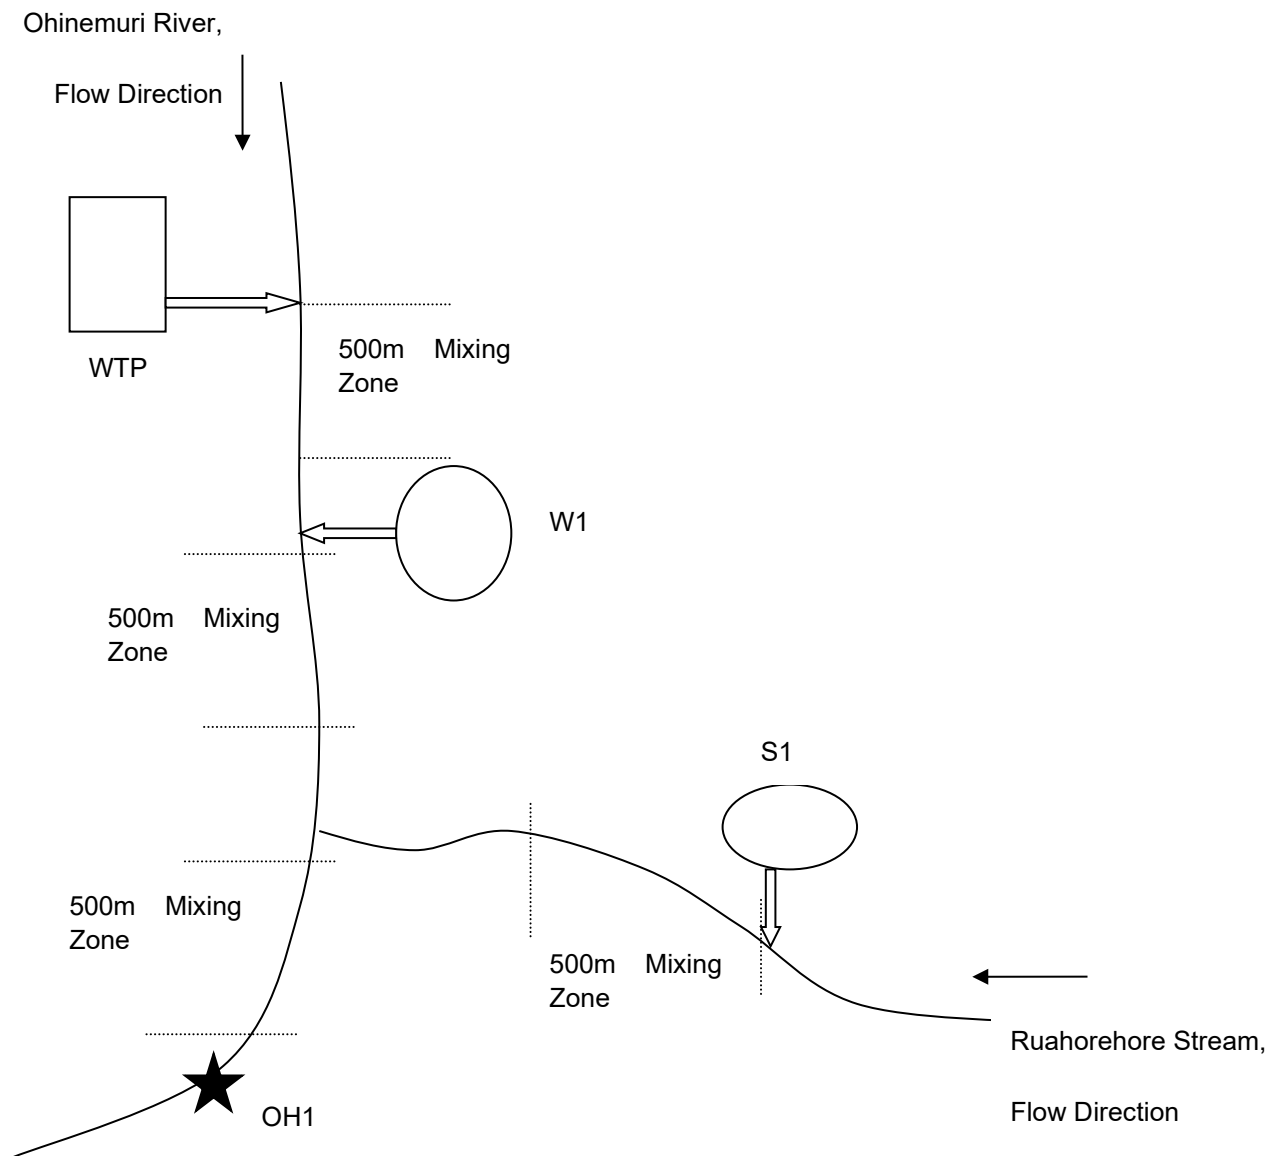 Ohinemuri River,
Flow Direction
WTP
500m Mixing
Zone
W1
500m Mixing
Zone
S1
500m Mixing
Zone
500m Mixing
Zone
Ruahorehore Stream,
Flow Direction
OH1